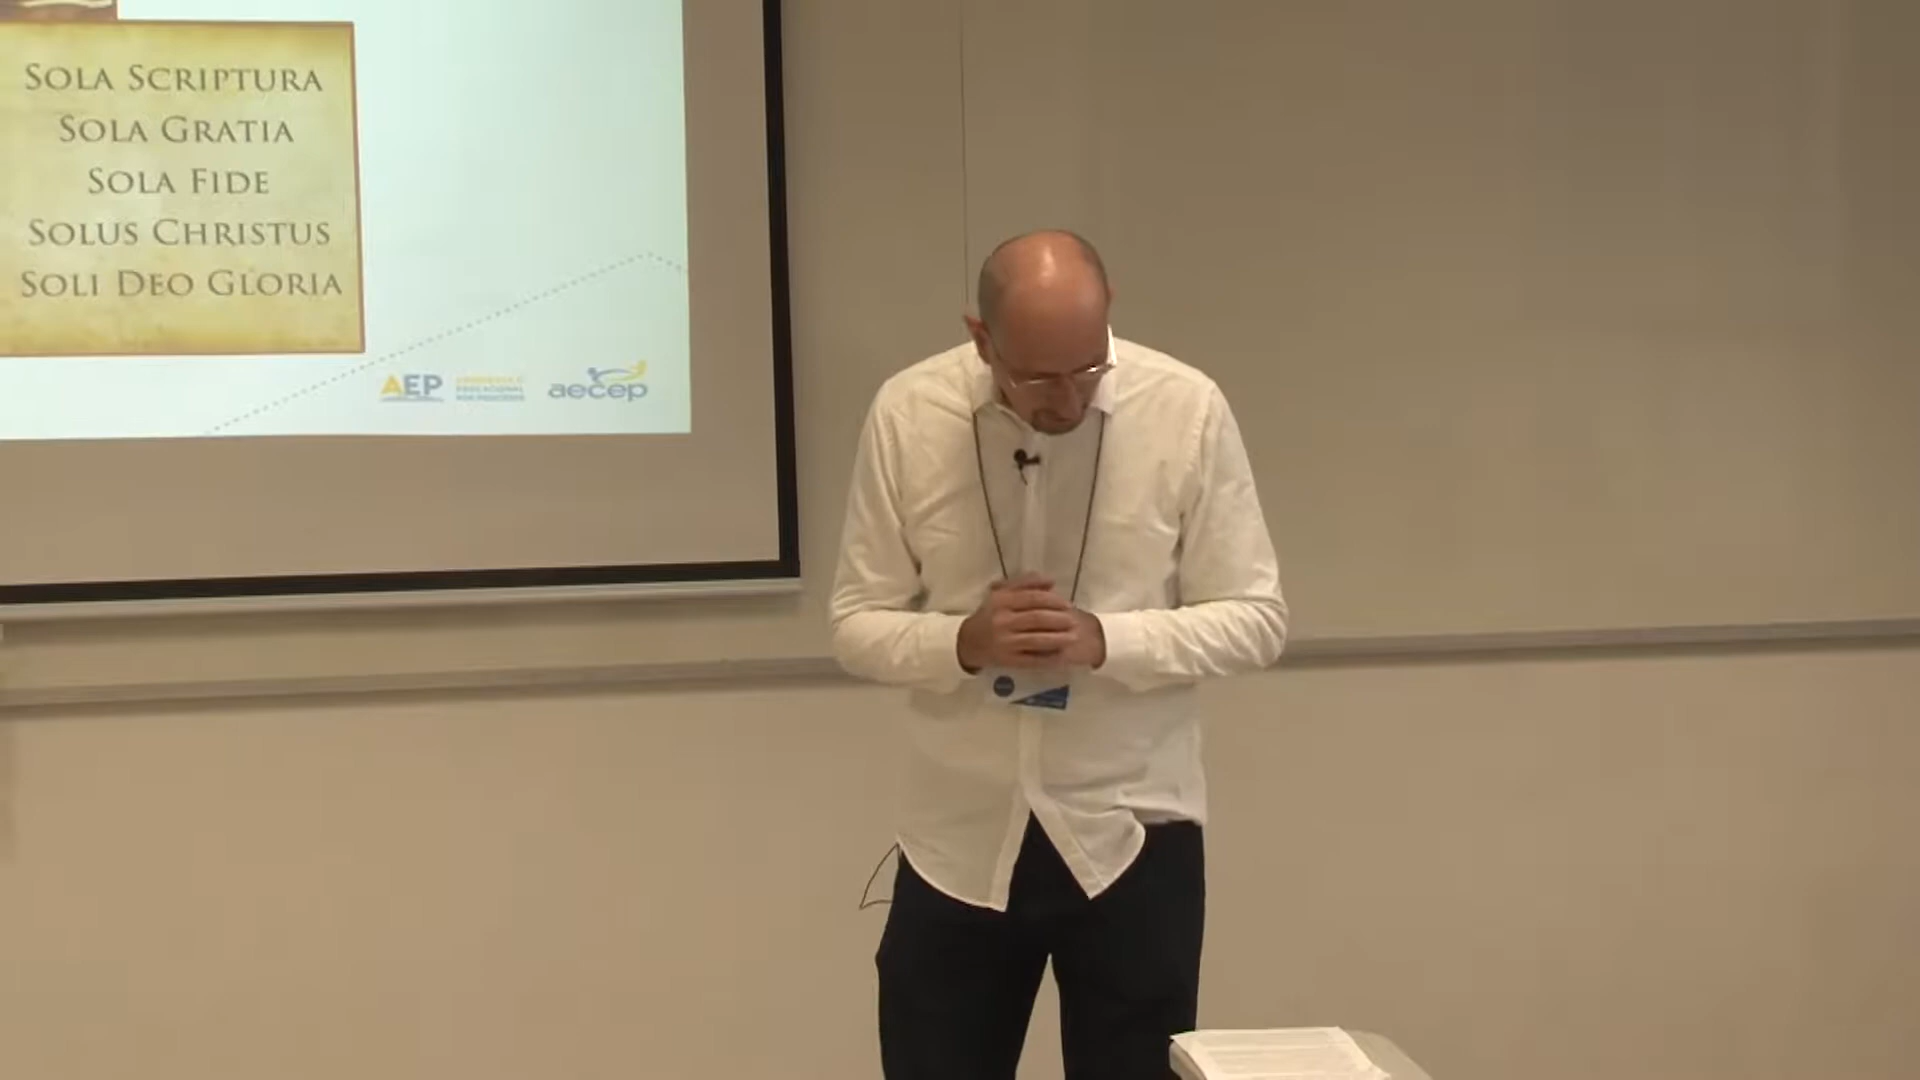 SOLA SCRIPTURA
SOLA GRATIA
SOLA FIDE
SOLUS CHRISTUS
SOLI DEO GLORIA
AEP
aecep